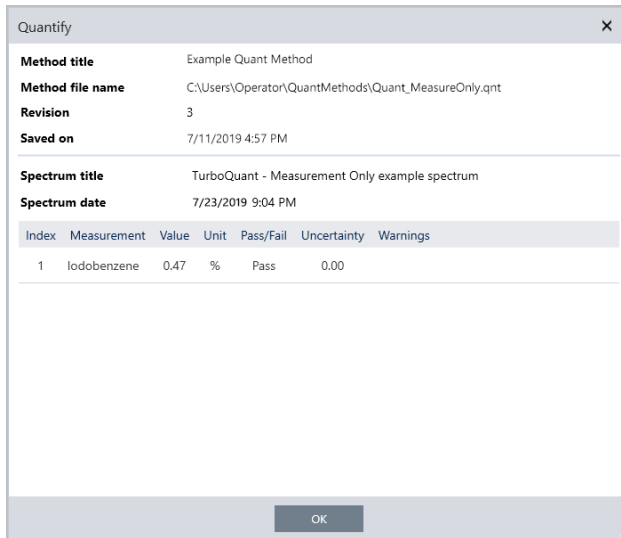 Quantify
Method title Example Quant Method
Method file name C:\Users\Operator\QuantMethods\Quant_MeasureOnly.qnt
Revision 3
Saved on 7/11/2019 4:57 PM
Spectrum title TurboQuant - Measurement Only example spectrum
Spectrum date 7/23/2019 9:04 PM
Index Measurement Value Unit Pass/Fail Uncertainty Warnings
1 Iodobenzene 0.47 % Pass 0.00
OK